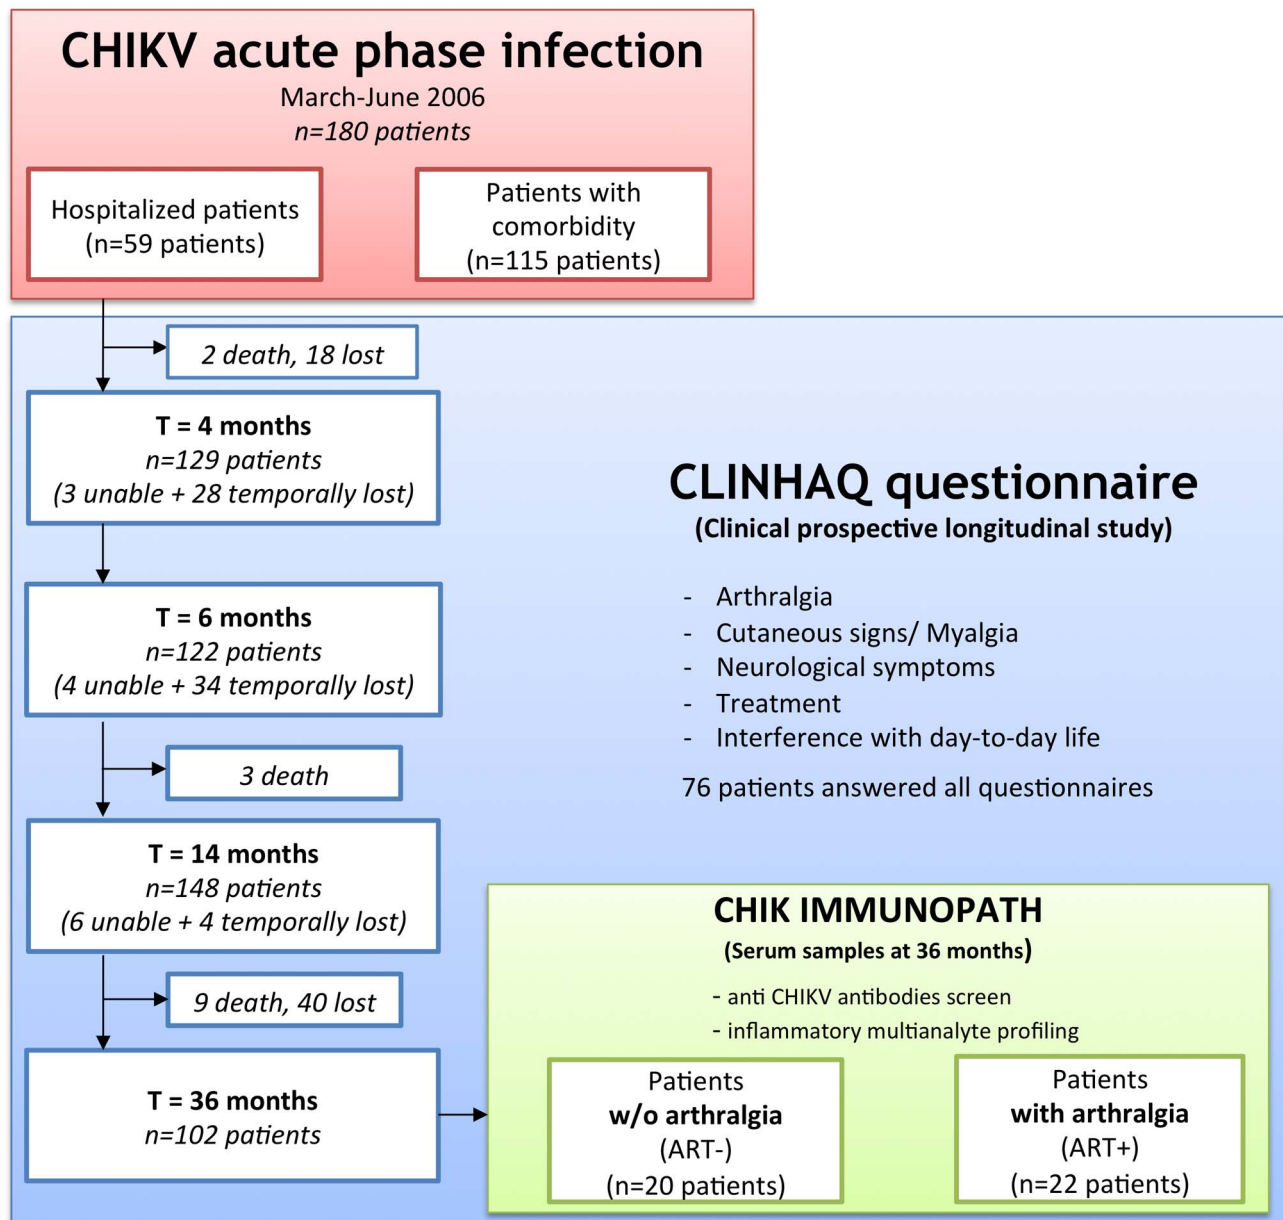 CHIKV acute phase infection
March-June 2006
n=180 patients
Hospitalized patients
(n=59 patients)
Patients with
comorbidity
(n=115 patients)
2 death, 18 lost
T = 4 months
n=129 patients
(3 unable + 28 temporally lost)
T = 6 months
n=122 patients
(4 unable + 34 temporally lost)
3 death
T = 14 months
n=148 patients
(6 unable + 4 temporally lost)
9 death, 40 lost
T = 36 months
n=102 patients
CLINHAQ questionnaire
(Clinical prospective longitudinal study)
- Arthralgia
- Cutaneous signs/ Myalgia
- Neurological symptoms
- Treatment
- Interference with day-to-day life
76 patients answered all questionnaires
CHIK IMMUNOPATH
(Serum samples at 36 months)
- anti CHIKV antibodies screen
- inflammatory multianalyte profiling
Patients
w/o arthralgia
(ART-)
(n=20 patients)
Patients
with arthralgia
(ART+)
(n=22 patients)